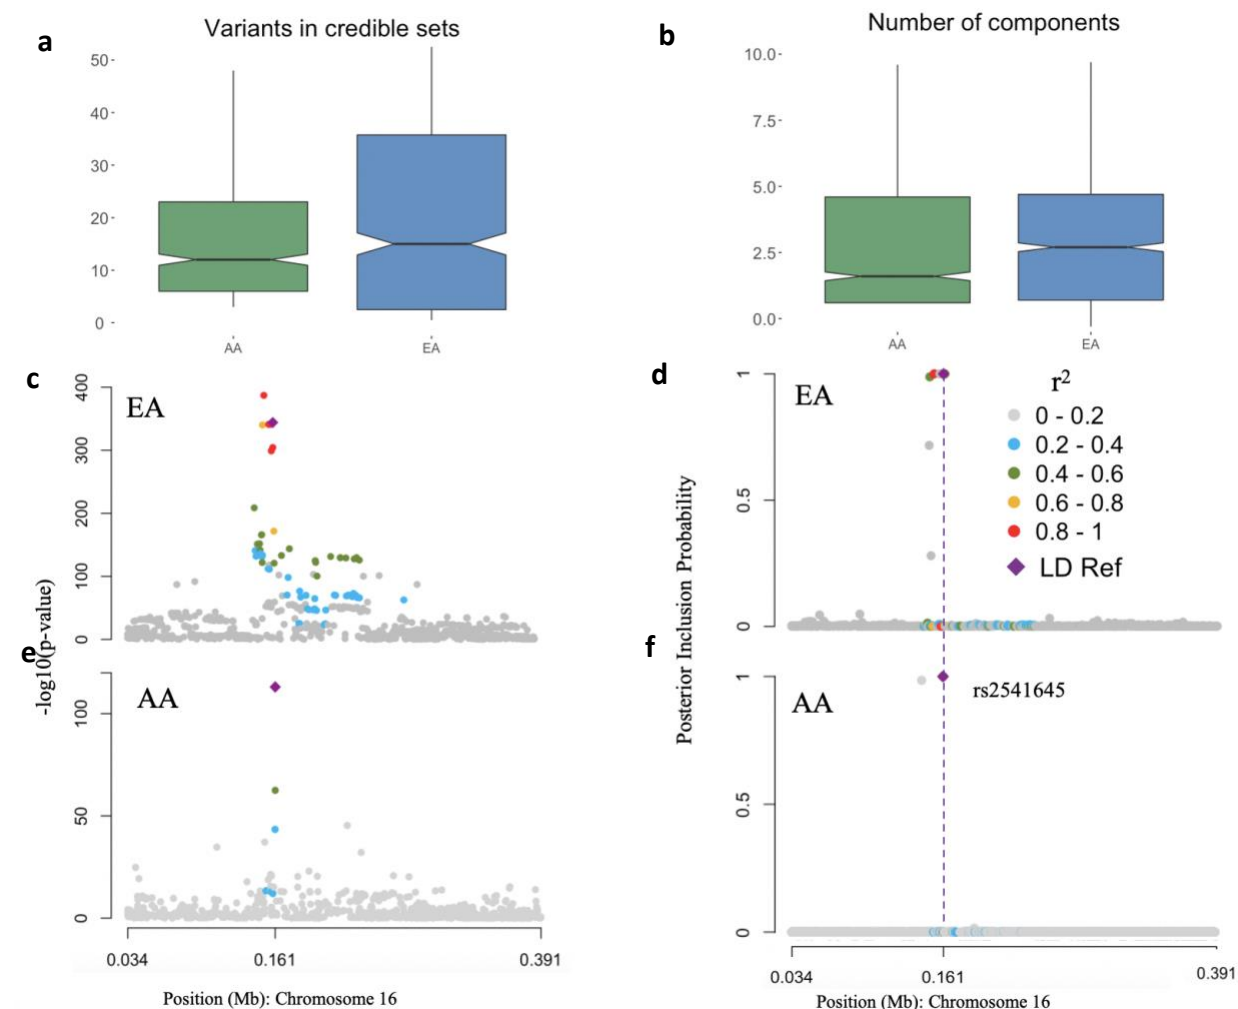 a
Variants in credible sets
50
40
30
20
10
0
AA
EA
b
Number of components
10.0
7.5
5.0
2.5
0.0
AA
EA
c
EA
400
300
200
100
0
d
EA
1
0.5
0
r²
0 - 0.2
0.2 - 0.4
0.4 - 0.6
0.6 - 0.8
0.8 - 1
LD Ref
e
AA
-log10(p-value)
100
50
0
0.034
0.161
0.391
Position (Mb): Chromosome 16
f
AA
Posterior Inclusion Probability
rs2541645
1
0.5
0
0.034
0.161
0.391
Position (Mb): Chromosome 16